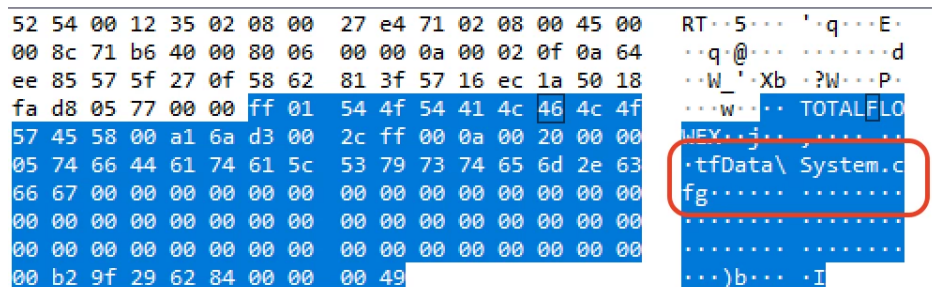 52 54 00 12 35 02 08 00 27 e4 71 02 08 00 45 00 RT··5··· '·q···E·
00 8c 71 b6 40 00 80 06 00 00 0a 00 02 0f 0a 64 ··q·@··· ·······d
ee 85 57 5f 27 0f 58 62 81 3f 57 16 ec 1a 50 18 ··W_'·Xb ·?W···P·
fa d8 05 77 00 00 ff 01 54 4f 54 41 4c 46 4c 4f ···w···· TOTALFLO
57 45 58 00 a1 6a d3 00 2c ff 00 0a 00 20 00 00 WEX··j·· ,···· ··
05 74 66 44 61 74 61 5c 53 79 73 74 65 6d 2e 63 ·tfData\ System.c
66 67 00 00 00 00 00 00 00 00 00 00 00 00 00 00 fg······ ········
00 00 00 00 00 00 00 00 00 00 00 00 00 00 00 00 ········ ········
00 00 00 00 00 00 00 00 00 00 00 00 00 00 00 00 ········ ········
00 b2 9f 29 62 84 00 00 00 49 ···)b··· ·I